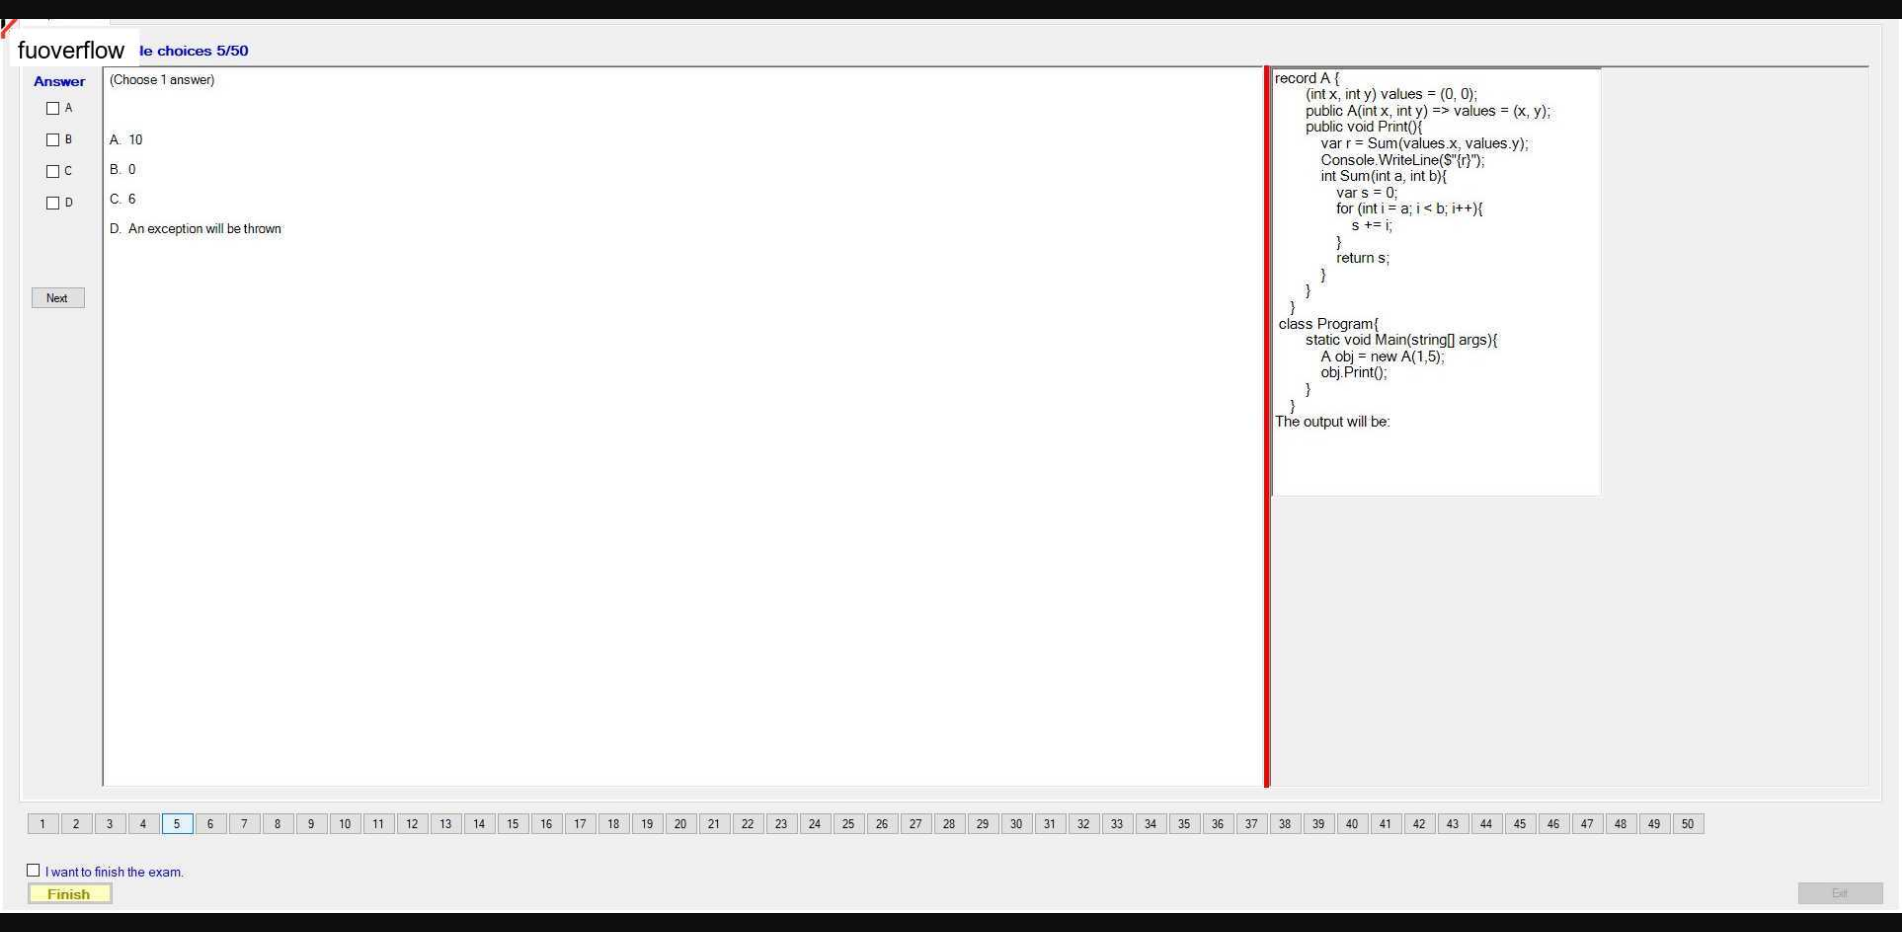 fuoverflow
le choices 5/50
Answer
A
B
C
D
Next
(Choose 1 answer)
A. 10
B. 0
C. 6
D. An exception will be thrown
record A {
(int x, int y) values = (0, 0);
public A(int x, int y) => values = (x, y);
public void Print(){
var r = Sum(values.x, values.y);
Console.WriteLine($"{r}");
int Sum(int a, int b){
var s = 0;
for (int i = a; i < b; i++){
s += i;
}
return s;
}
}
}
class Program{
static void Main(string[] args){
A obj = new A(1,5);
obj.Print();
}
}
The output will be:
1 2 3 4 5 6 7 8 9 10 11 12 13 14 15 16 17 18 19 20 21 22 23 24 25 26 27 28 29 30 31 32 33 34 35 36 37 38 39 40 41 42 43 44 45 46 47 48 49 50
I want to finish the exam.
Finish
Exit